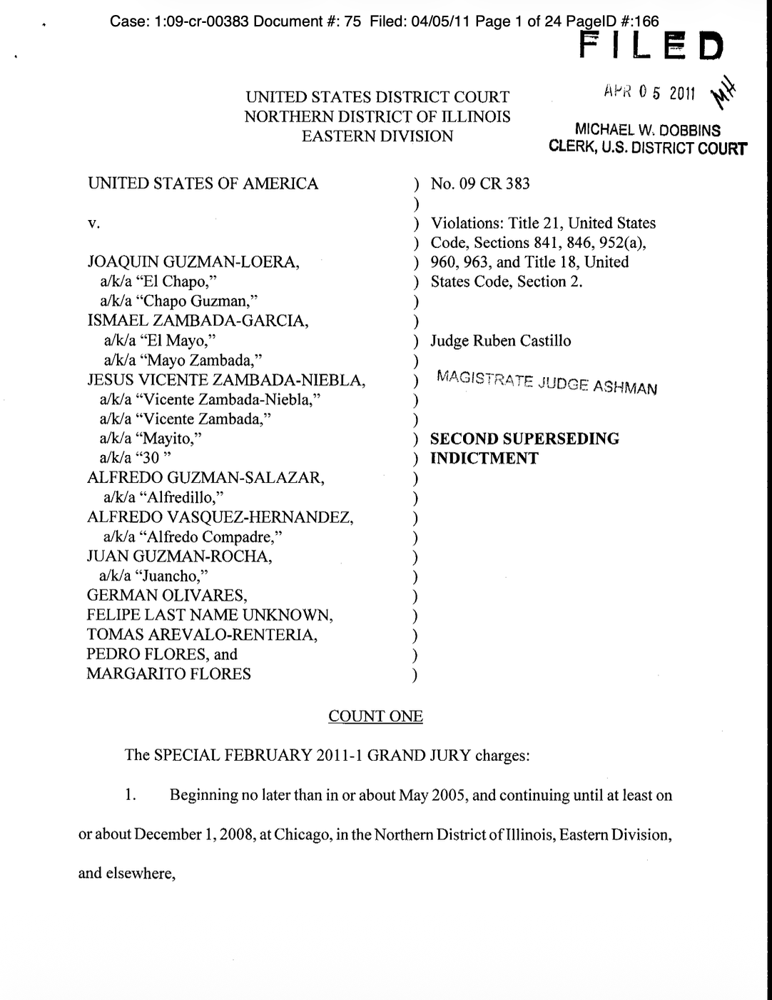 Case: 1:09-cr-00383 Document #: 75 Filed: 04/05/11 Page 1 of 24 PageID #:166
FILED
APR 05 2011 MH
MICHAEL W. DOBBINS
CLERK, U.S. DISTRICT COURT
UNITED STATES DISTRICT COURT
NORTHERN DISTRICT OF ILLINOIS
EASTERN DIVISION
UNITED STATES OF AMERICA ) No. 09 CR 383
)
v. ) Violations: Title 21, United States
) Code, Sections 841, 846, 952(a),
JOAQUIN GUZMAN-LOERA, ) 960, 963, and Title 18, United
a/k/a “El Chapo,” ) States Code, Section 2.
a/k/a “Chapo Guzman,” )
ISMAEL ZAMBADA-GARCIA, )
a/k/a “El Mayo,” ) Judge Ruben Castillo
a/k/a “Mayo Zambada,” )
JESUS VICENTE ZAMBADA-NIEBLA, ) MAGISTRATE JUDGE ASHMAN
a/k/a “Vicente Zambada-Niebla,” )
a/k/a “Vicente Zambada,” )
a/k/a “Mayito,” ) SECOND SUPERSEDING
a/k/a “30 ” ) INDICTMENT
ALFREDO GUZMAN-SALAZAR, )
a/k/a “Alfredillo,” )
ALFREDO VASQUEZ-HERNANDEZ, )
a/k/a “Alfredo Compadre,” )
JUAN GUZMAN-ROCHA, )
a/k/a “Juancho,” )
GERMAN OLIVARES, )
FELIPE LAST NAME UNKNOWN, )
TOMAS AREVALO-RENTERIA, )
PEDRO FLORES, and )
MARGARITO FLORES )
COUNT ONE
The SPECIAL FEBRUARY 2011-1 GRAND JURY charges:
1. Beginning no later than in or about May 2005, and continuing until at least on
or about December 1, 2008, at Chicago, in the Northern District of Illinois, Eastern Division,
and elsewhere,